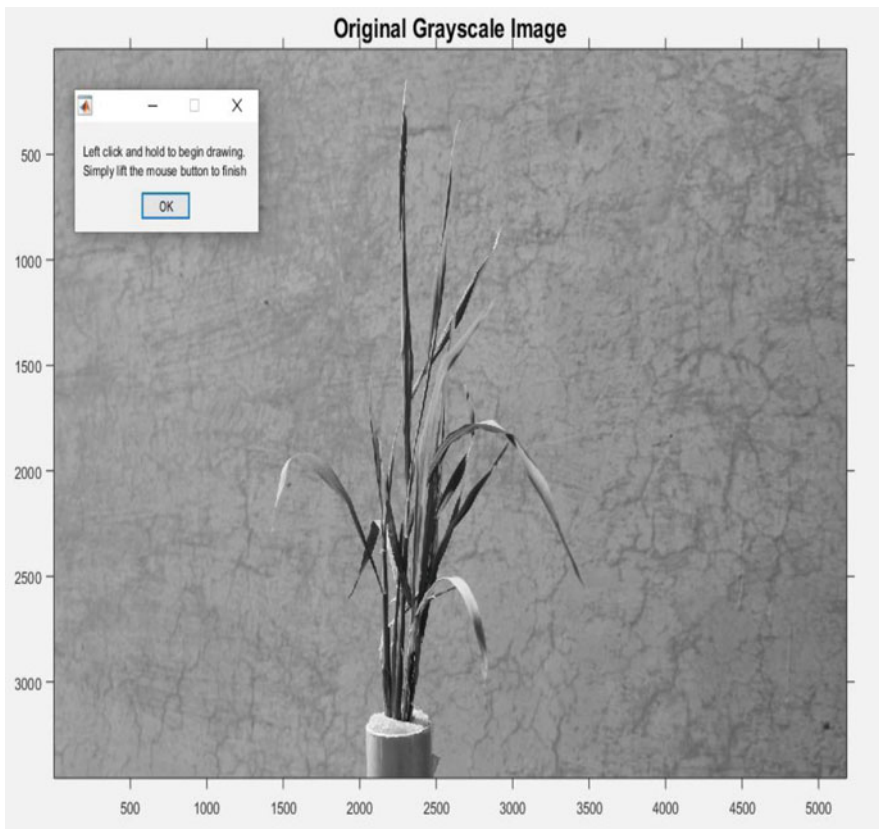 Original Grayscale Image
Left click and hold to begin drawing.
Simply lift the mouse button to finish
OK
500
1000
1500
2000
2500
3000
500 1000 1500 2000 2500 3000 3500 4000 4500 5000